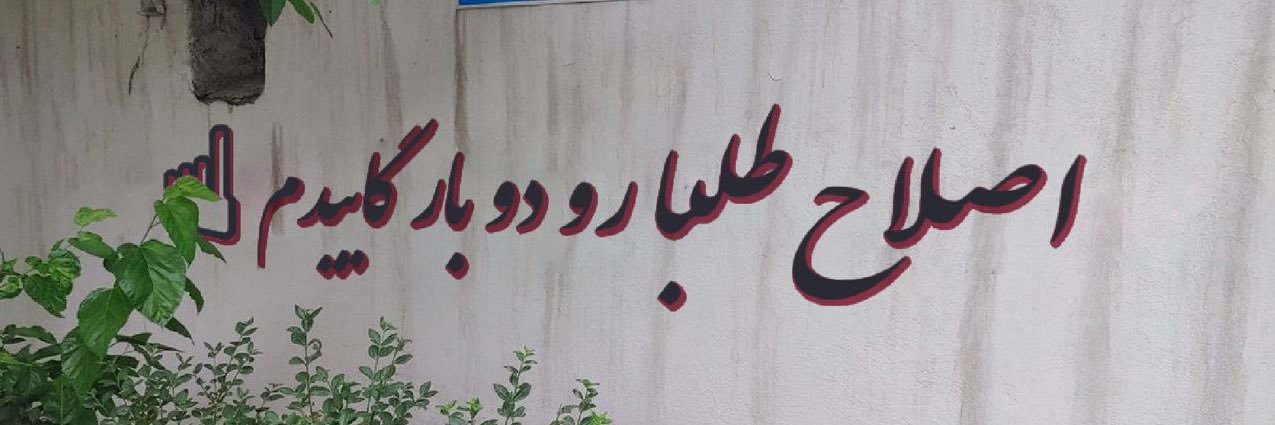 اصلاح طلبا رو دو بار گاییدم